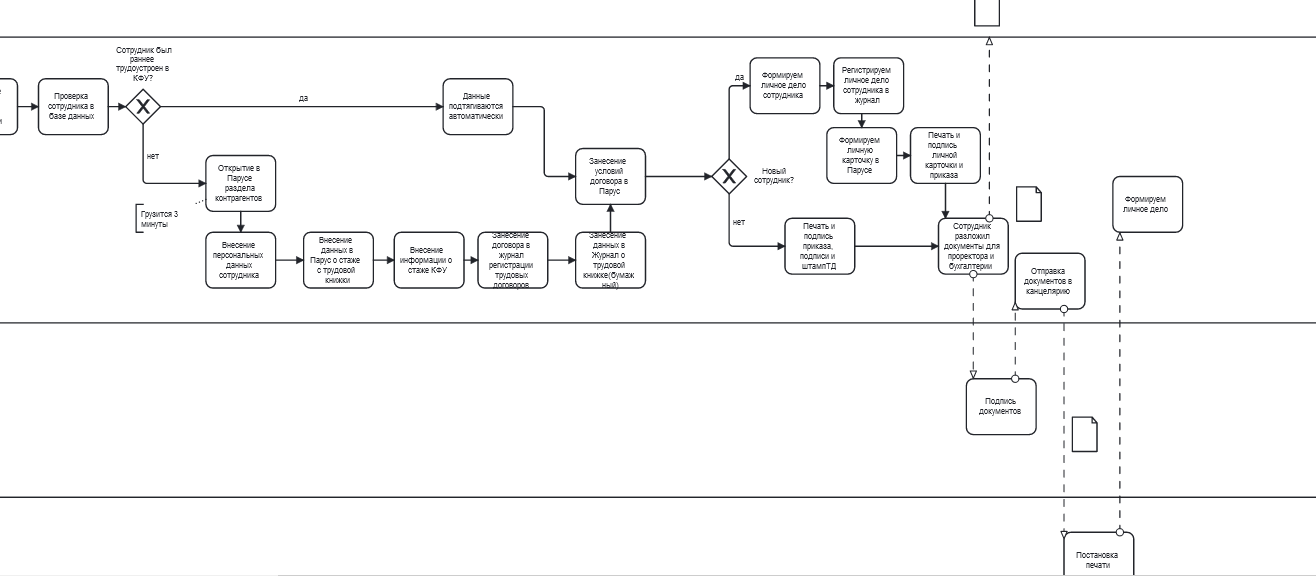 Сотрудник был
раннее
трудоустроен в
КФУ?
Проверка
сотрудника в
базе данных
да
нет
Данные
подтягиваются
автоматически
Открытие в
Парусе
раздела
контрагентов
Грузится 3
минуты
Внесение
персональных
данных
сотрудника
Внесение
данных в
Парус о стаже
с трудовой
книжки
Внесение
информации о
стаже КФУ
Занесение
договора в
журнал
регистрации
трудовых
договоров
Занесение
данных в
Журнал о
трудовой
книжке(бумаж
ный)
Занесение
условий
договора в
Парус
Новый
сотрудник?
да
нет
Формируем
личное дело
сотрудника
Регистрируем
личное дело
сотрудника в
журнал
Формируем
личную
карточку в
Парусе
Печать и
подпись
личной
карточки и
приказа
Печать и
подпись
приказа,
подписи и
штампТД
Сотрудник
разложил
документы для
проректора и
бухгалтерии
Отправка
документов в
канцелярию
Формируем
личное дело
Подпись
документов
Постановка
печати